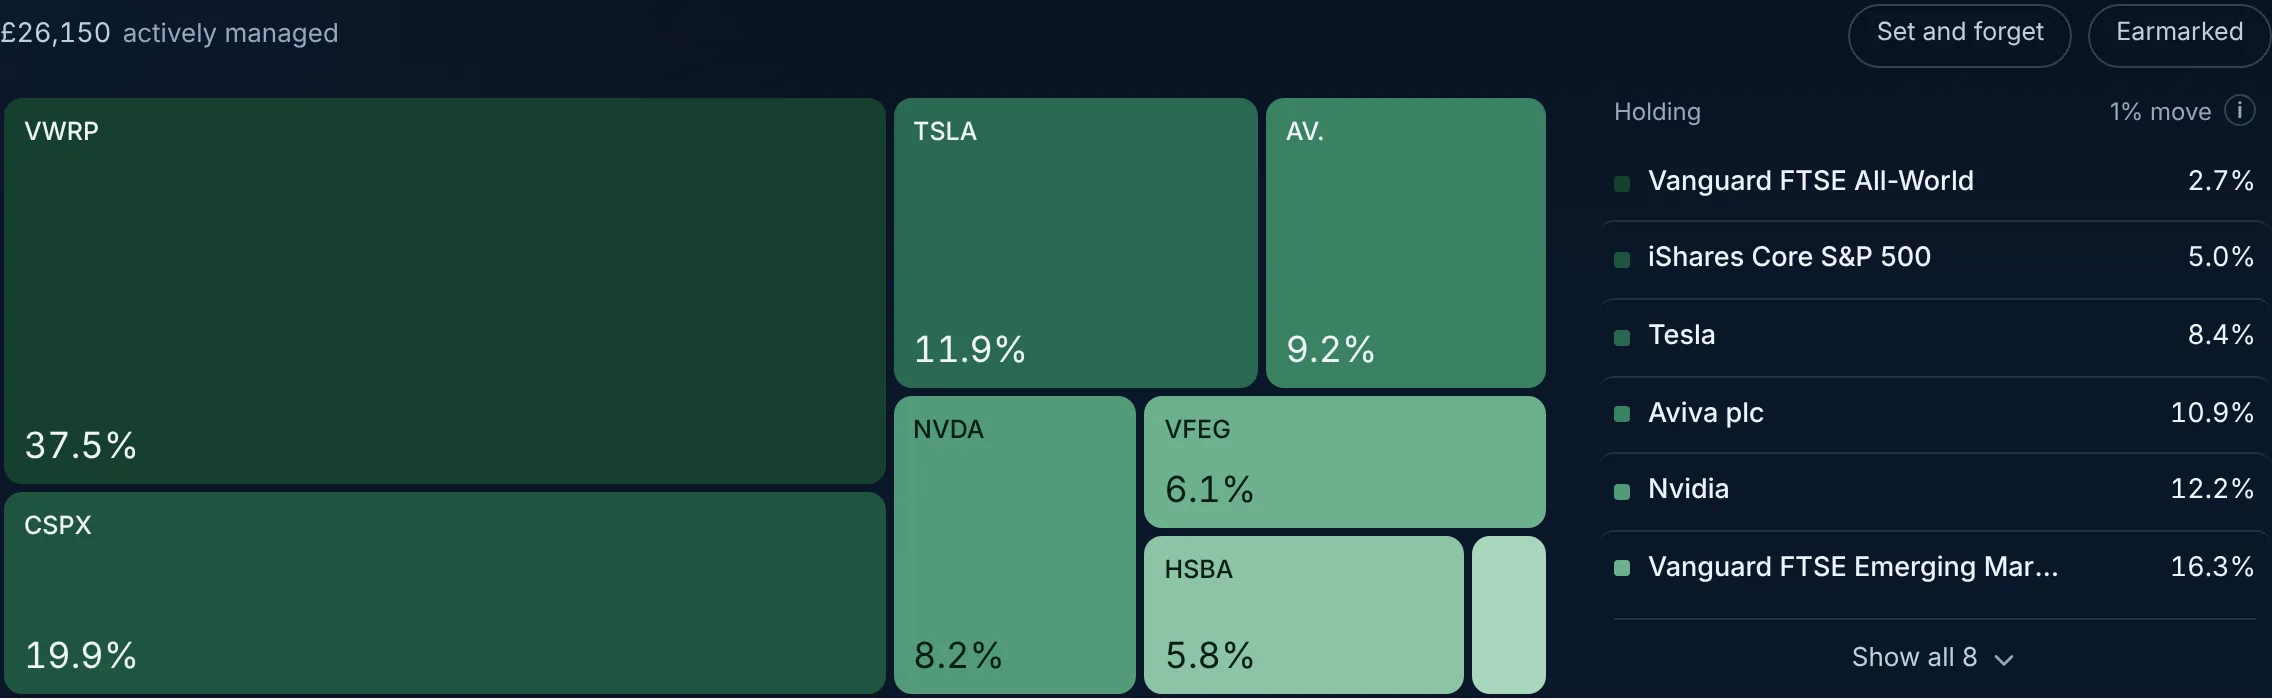 £26,150 actively managed
Set and forget
Earmarked
VWRP
37.5%
CSPX
19.9%
TSLA
11.9%
AV.
9.2%
NVDA
8.2%
VFEG
6.1%
HSBA
5.8%
Holding 1% move i
Vanguard FTSE All-World 2.7%
iShares Core S&P 500 5.0%
Tesla 8.4%
Aviva plc 10.9%
Nvidia 12.2%
Vanguard FTSE Emerging Mar... 16.3%
Show all 8